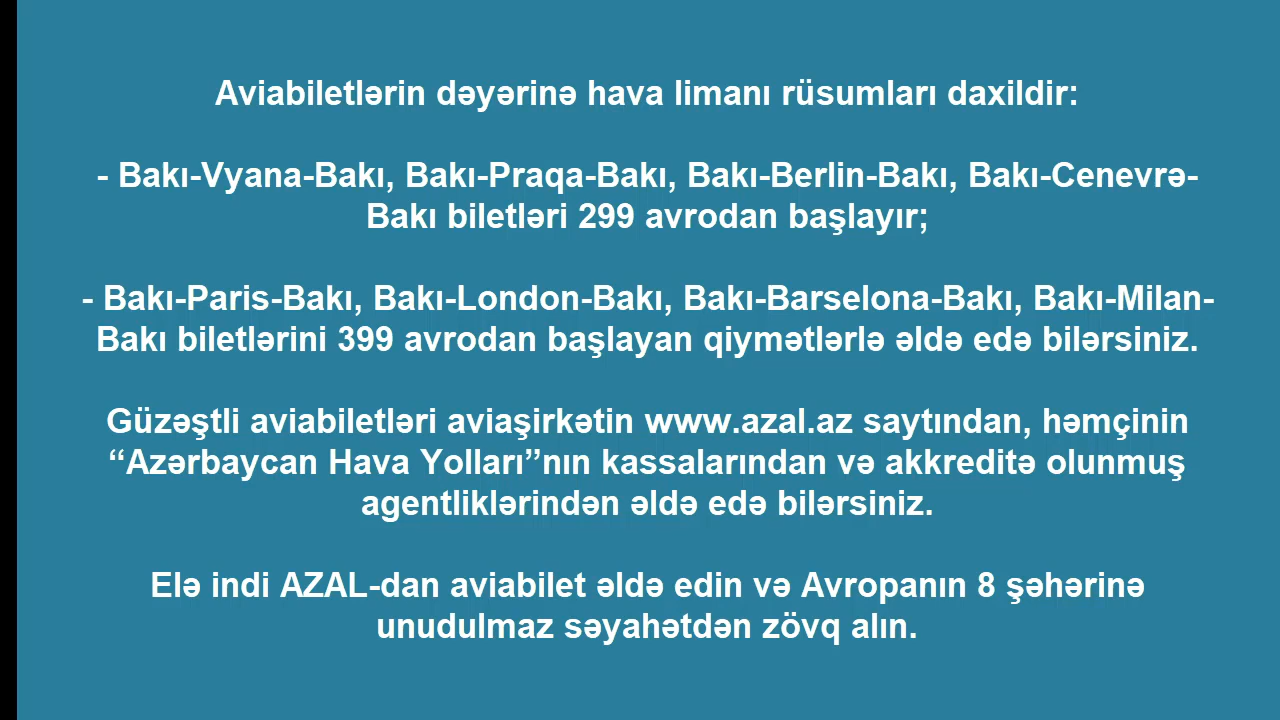 Aviabiletlərin dəyərinə hava limanı rüsumları daxildir:
- Bakı-Vyana-Bakı, Bakı-Praqa-Bakı, Bakı-Berlin-Bakı, Bakı-Cenevrə-
Bakı biletləri 299 avrodan başlayır;
- Bakı-Paris-Bakı, Bakı-London-Bakı, Bakı-Barselona-Bakı, Bakı-Milan-
Bakı biletlərini 399 avrodan başlayan qiymətlərlə əldə edə bilərsiniz.
Güzəştli aviabiletləri aviaşirkətin www.azal.az saytından, həmçinin
“Azərbaycan Hava Yolları”nın kassalarından və akkreditə olunmuş
agentliklərindən əldə edə bilərsiniz.
Elə indi AZAL-dan aviabilet əldə edin və Avropanın 8 şəhərinə
unudulmaz səyahətdən zövq alın.